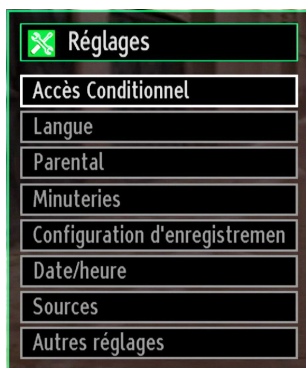 Réglages
Accès Conditionnel
Langue
Parental
Minuteries
Configuration d'enregistremen
Date/heure
Sources
Autres réglages